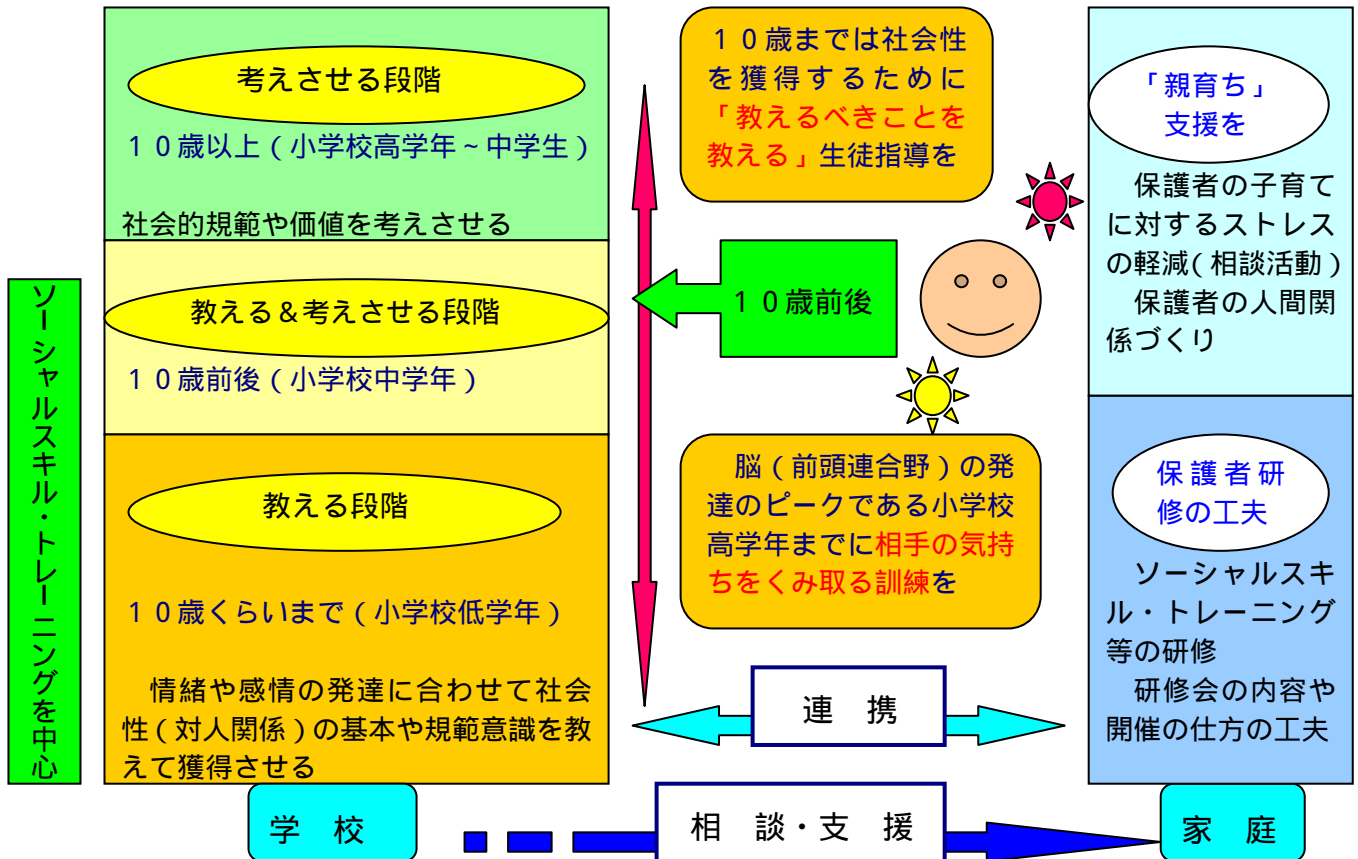 考えさせる段階
１０歳以上（小学校高学年～中学生）
社会的規範や価値を考えさせる
教える＆考えさせる段階
１０歳前後（小学校中学年）
教える段階
１０歳くらいまで（小学校低学年）
情緒や感情の発達に合わせて社会
性（対人関係）の基本や規範意識を教
えて獲得させる
ソーシャルスキル・トレーニングを中心
学　校
１０歳までは社会性
を獲得するために
「教えるべきことを
教える」生徒指導を
１０歳前後
脳（前頭連合野）の発
達のピークである小学校
高学年までに相手の気持
ちをくみ取る訓練を
連　携
相　談・支　援
「親育ち」
支援を
保護者の子育て
に対するストレス
の軽減（相談活動）
保護者の人間関
係づくり
保護者研
修の工夫
ソーシャルスキ
ル・トレーニング
等の研修
研修会の内容や
開催の仕方の工夫
家　庭